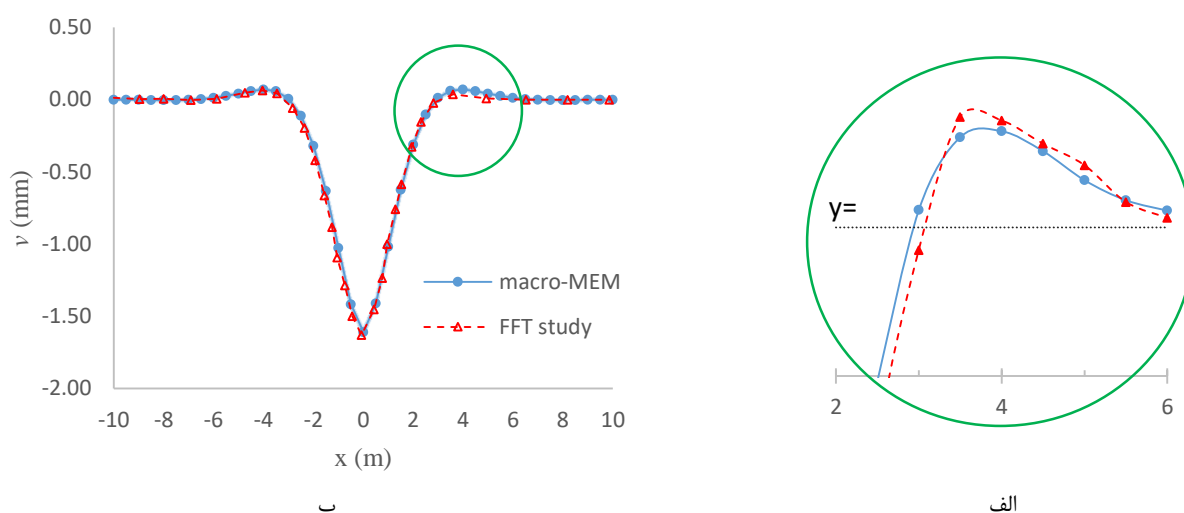 0.50
0.00
-0.50
-1.00
-1.50
-2.00
v (mm)
-10 -8 -6 -4 -2 0 2 4 6 8 10
x (m)
macro-MEM
FFT study
ب
y=
2 4 6
الف